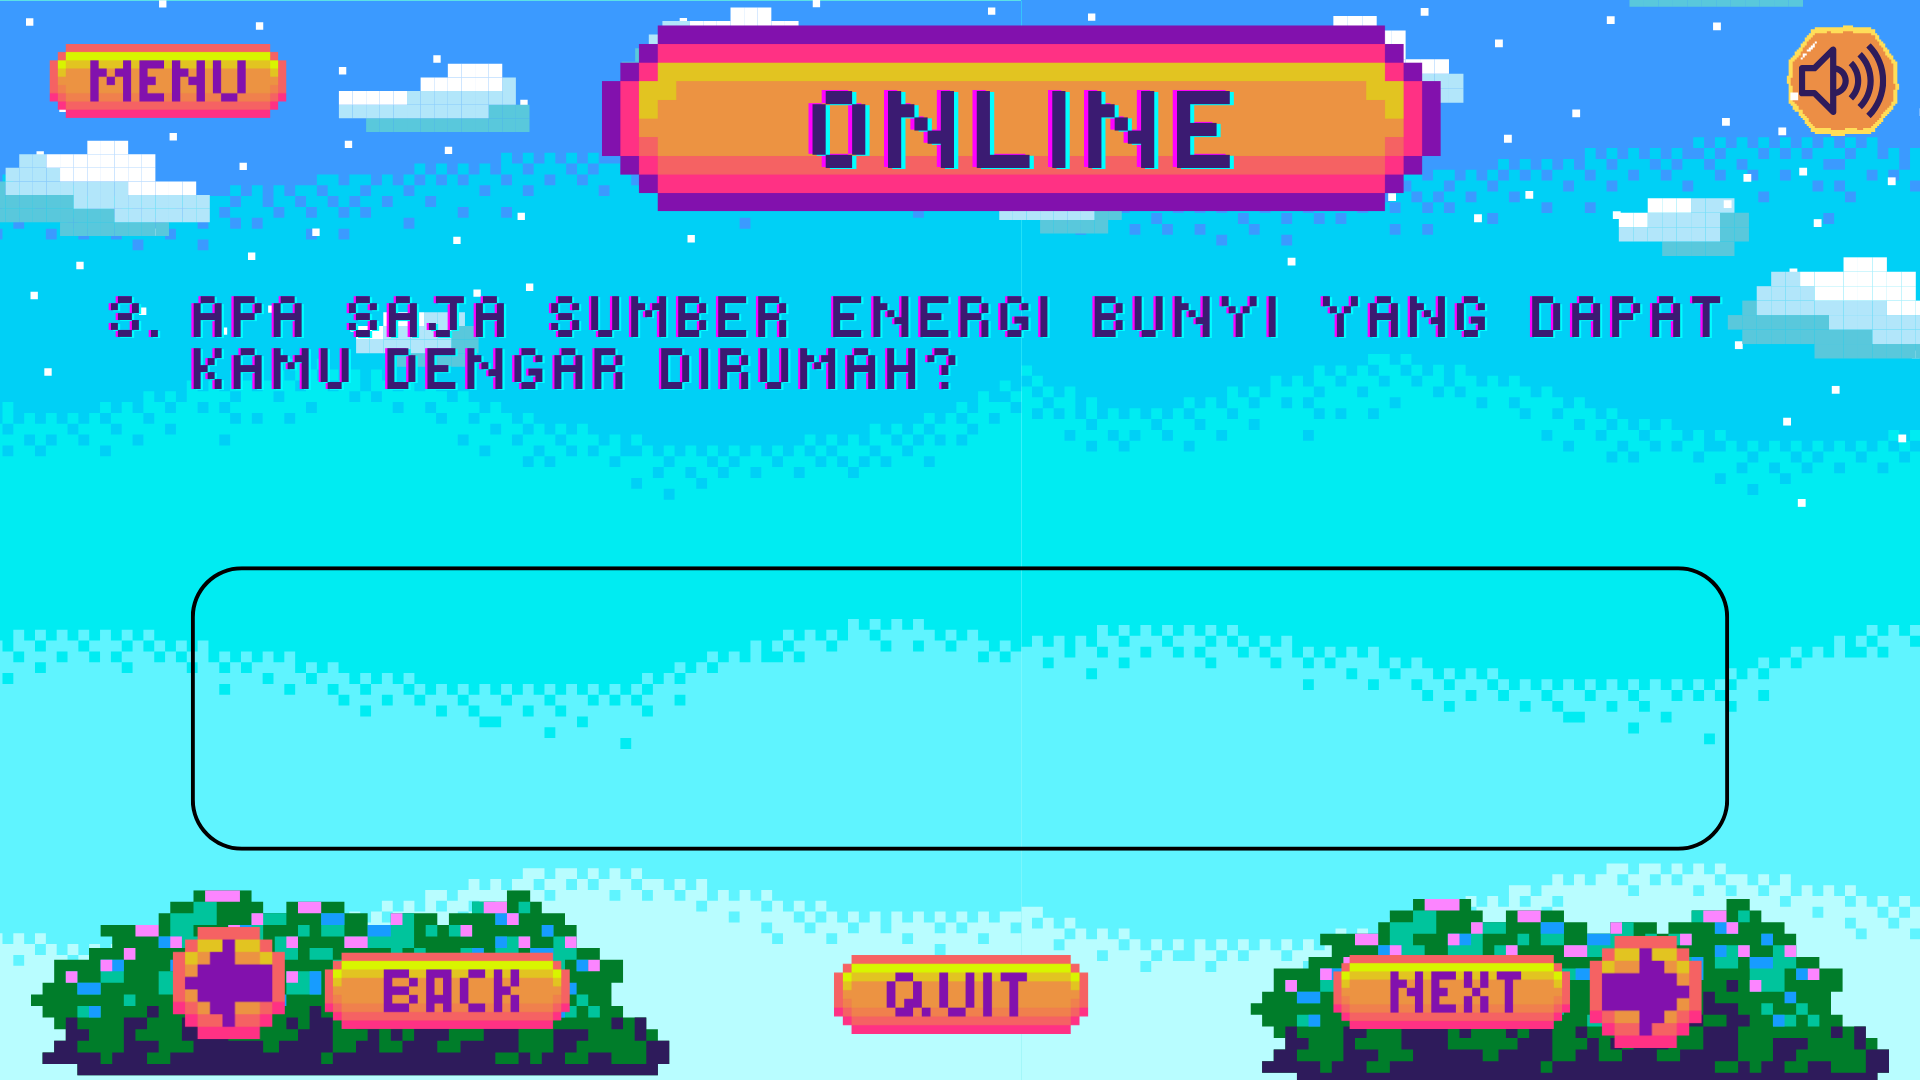 MENU
ONLINE
3. APA SAJA SUMBER ENERGI BUNYI YANG DAPAT
KAMU DENGAR DIRUMAH?
BACK
QUIT
NEXT